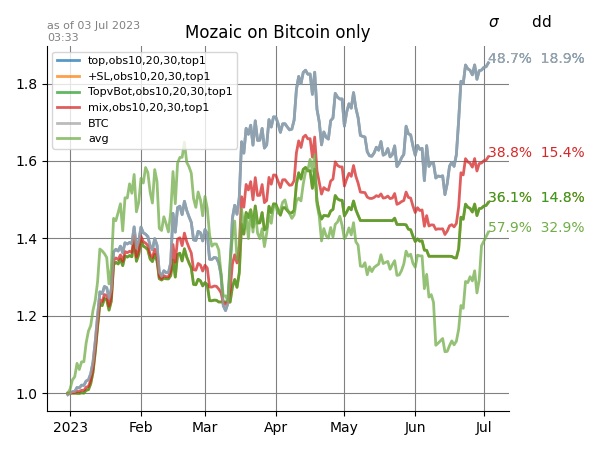 as of 03 Jul 2023
03:33
Mozaic on Bitcoin only
σ dd
top,obs10,20,30,top1
+SL,obs10,20,30,top1
TopvBot,obs10,20,30,top1
mix,obs10,20,30,top1
BTC
avg
48.7% 18.9%
38.8% 15.4%
36.1% 14.8%
57.9% 32.9%
1.8
1.6
1.4
1.2
1.0
2023 Feb Mar Apr May Jun Jul